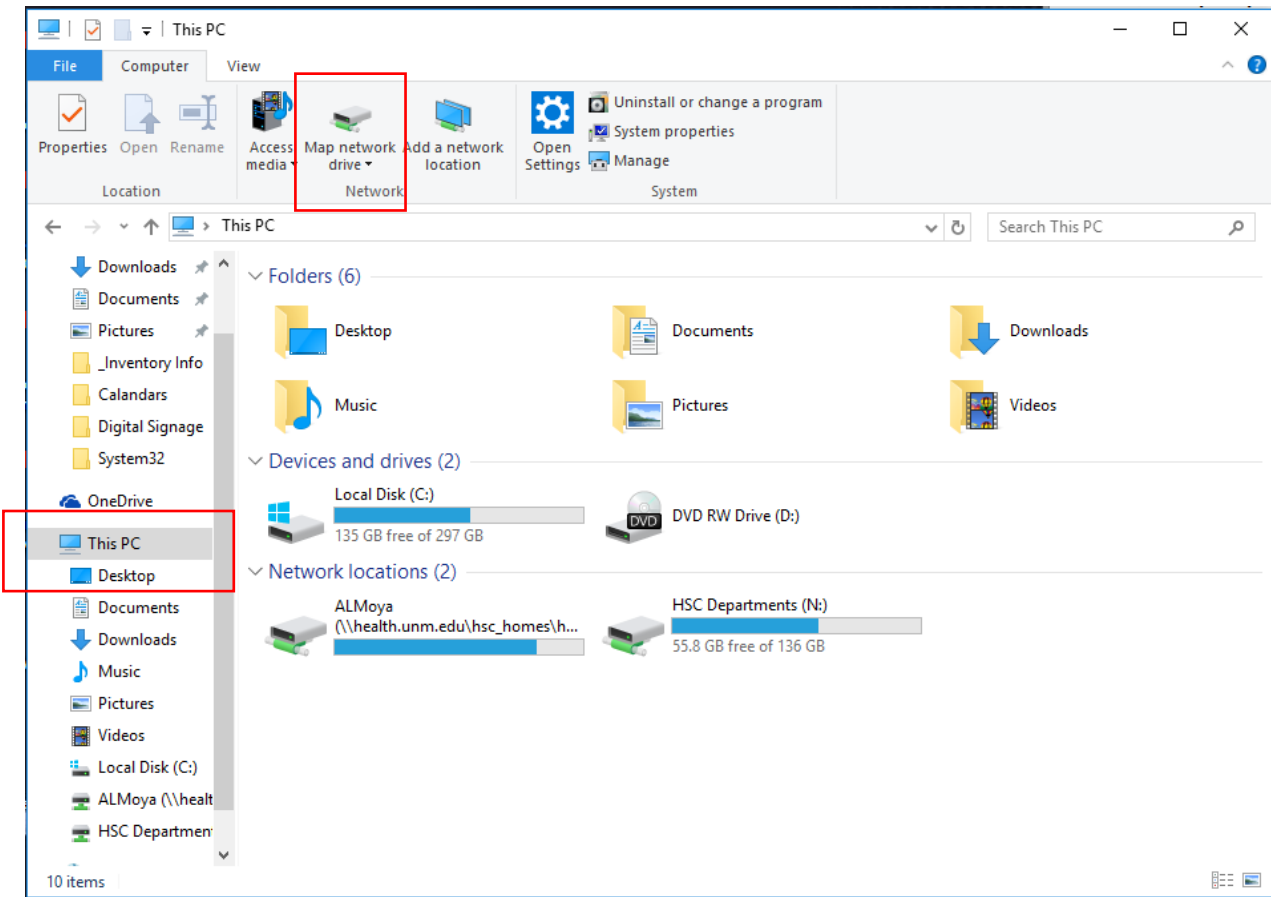 This PC
File Computer View
Properties Open Rename
Access media
Map network drive
Add a network location
Open Settings
Uninstall or change a program
System properties
Manage
Location Network System
This PC
Search This PC
Downloads
Documents
Pictures
_Inventory Info
Calandars
Digital Signage
System32
OneDrive
This PC
Desktop
Documents
Downloads
Music
Pictures
Videos
Local Disk (C:)
ALMoya (\\healt
HSC Departmen
Folders (6)
Desktop
Documents
Downloads
Music
Pictures
Videos
Devices and drives (2)
Local Disk (C:)
135 GB free of 297 GB
DVD
DVD RW Drive (D:)
Network locations (2)
ALMoya
(\\health.unm.edu\hsc_homes\h...
HSC Departments (N:)
55.8 GB free of 136 GB
10 items